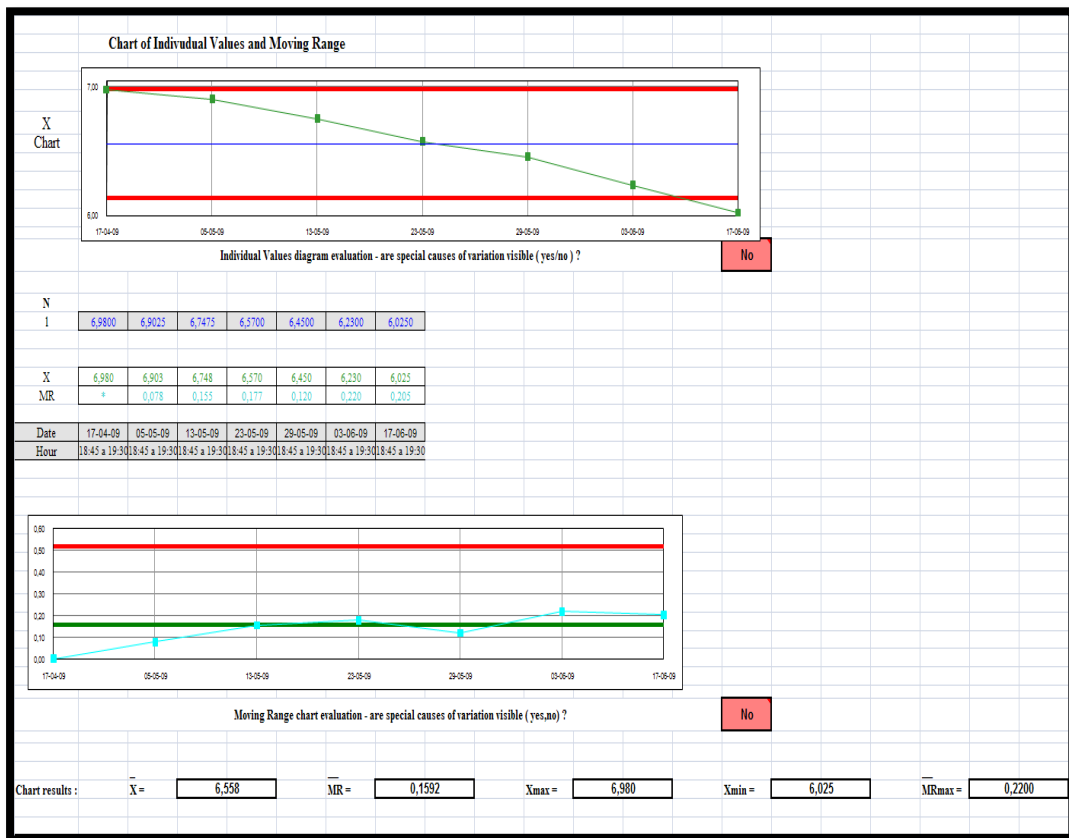 Chart of Indivudual Values and Moving Range
7,00
X
Chart
6,00
17-04-09 05-05-09 13-05-09 23-05-09 29-05-09 03-06-09 17-06-09
Individual Values diagram evaluation - are special causes of variation visible ( yes/no ) ? No
N
1 6,9800 6,9025 6,7475 6,5700 6,4500 6,2300 6,0250
X 6,980 6,903 6,748 6,570 6,450 6,230 6,025
MR * 0,078 0,155 0,177 0,120 0,220 0,205
Date 17-04-09 05-05-09 13-05-09 23-05-09 29-05-09 03-06-09 17-06-09
Hour 18:45 a 19:30 18:45 a 19:30 18:45 a 19:30 18:45 a 19:30 18:45 a 19:30 18:45 a 19:30 18:45 a 19:30
0,60
0,50
0,40
0,30
0,20
0,10
0,00
17-04-09 05-05-09 13-05-09 23-05-09 29-05-09 03-06-09 17-06-09
Moving Range chart evaluation - are special causes of variation visible ( yes,no) ? No
Chart results : X = 6,558 MR = 0,1592 Xmax = 6,980 Xmin = 6,025 MRmax = 0,2200